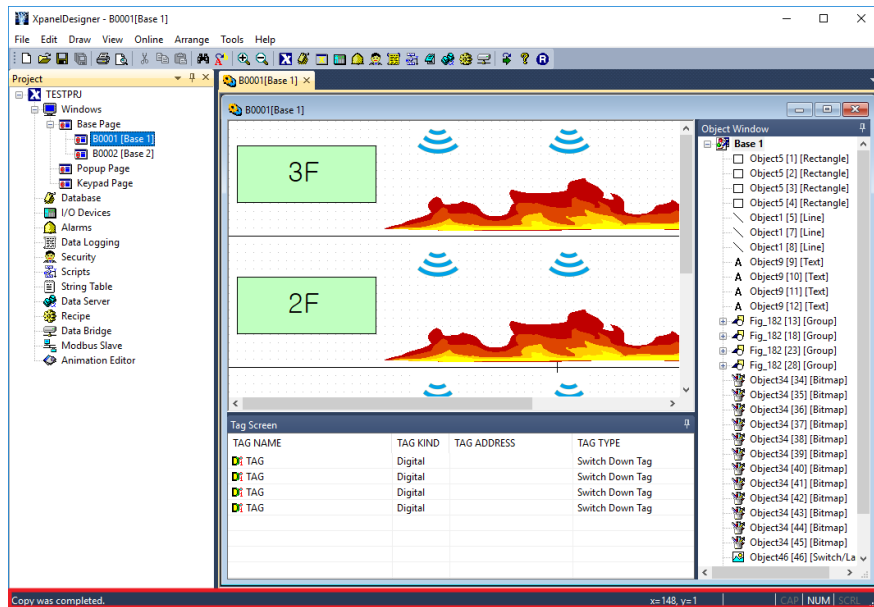 XpanelDesigner - B0001[Base 1]
File Edit Draw View Online Arrange Tools Help
Project
B0001[Base 1]
TESTPRJ
Windows
Base Page
B0001 [Base 1]
B0002 [Base 2]
Popup Page
Keypad Page
Database
I/O Devices
Alarms
Data Logging
Security
Scripts
String Table
Data Server
Recipe
Data Bridge
Modbus Slave
Animation Editor
B0001[Base 1]
3F
2F
Tag Screen
TAG NAME TAG KIND TAG ADDRESS TAG TYPE
TAG Digital Switch Down Tag
TAG Digital Switch Down Tag
TAG Digital Switch Down Tag
TAG Digital Switch Down Tag
Object Window
Base 1
Object5 [1] [Rectangle]
Object5 [2] [Rectangle]
Object5 [3] [Rectangle]
Object5 [4] [Rectangle]
Object1 [5] [Line]
Object1 [7] [Line]
Object1 [8] [Line]
Object9 [9] [Text]
Object9 [10] [Text]
Object9 [11] [Text]
Object9 [12] [Text]
Fig_182 [13] [Group]
Fig_182 [18] [Group]
Fig_182 [23] [Group]
Fig_182 [28] [Group]
Object34 [34] [Bitmap]
Object34 [35] [Bitmap]
Object34 [36] [Bitmap]
Object34 [37] [Bitmap]
Object34 [38] [Bitmap]
Object34 [39] [Bitmap]
Object34 [40] [Bitmap]
Object34 [41] [Bitmap]
Object34 [42] [Bitmap]
Object34 [43] [Bitmap]
Object34 [44] [Bitmap]
Object34 [45] [Bitmap]
Object46 [46] [Switch/La
Copy was completed. x=148, y=1 CAP NUM SCRL